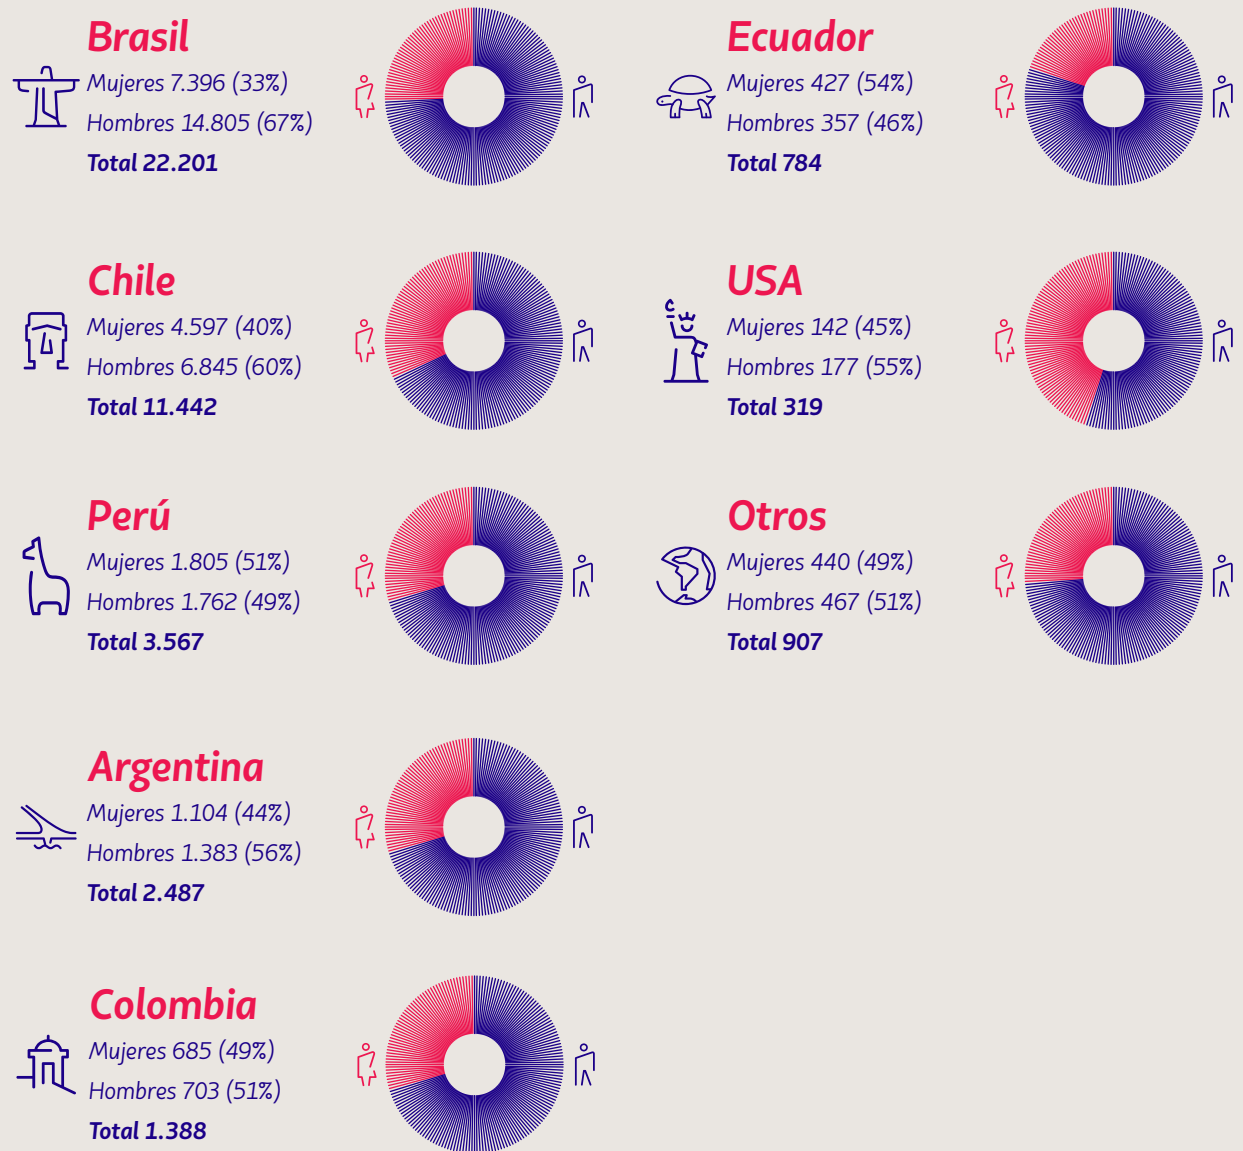 Brasil
Mujeres 7.396 (33%)
Hombres 14.805 (67%)
Total 22.201
Chile
Mujeres 4.597 (40%)
Hombres 6.845 (60%)
Total 11.442
Perú
Mujeres 1.805 (51%)
Hombres 1.762 (49%)
Total 3.567
Argentina
Mujeres 1.104 (44%)
Hombres 1.383 (56%)
Total 2.487
Colombia
Mujeres 685 (49%)
Hombres 703 (51%)
Total 1.388
Ecuador
Mujeres 427 (54%)
Hombres 357 (46%)
Total 784
USA
Mujeres 142 (45%)
Hombres 177 (55%)
Total 319
Otros
Mujeres 440 (49%)
Hombres 467 (51%)
Total 907